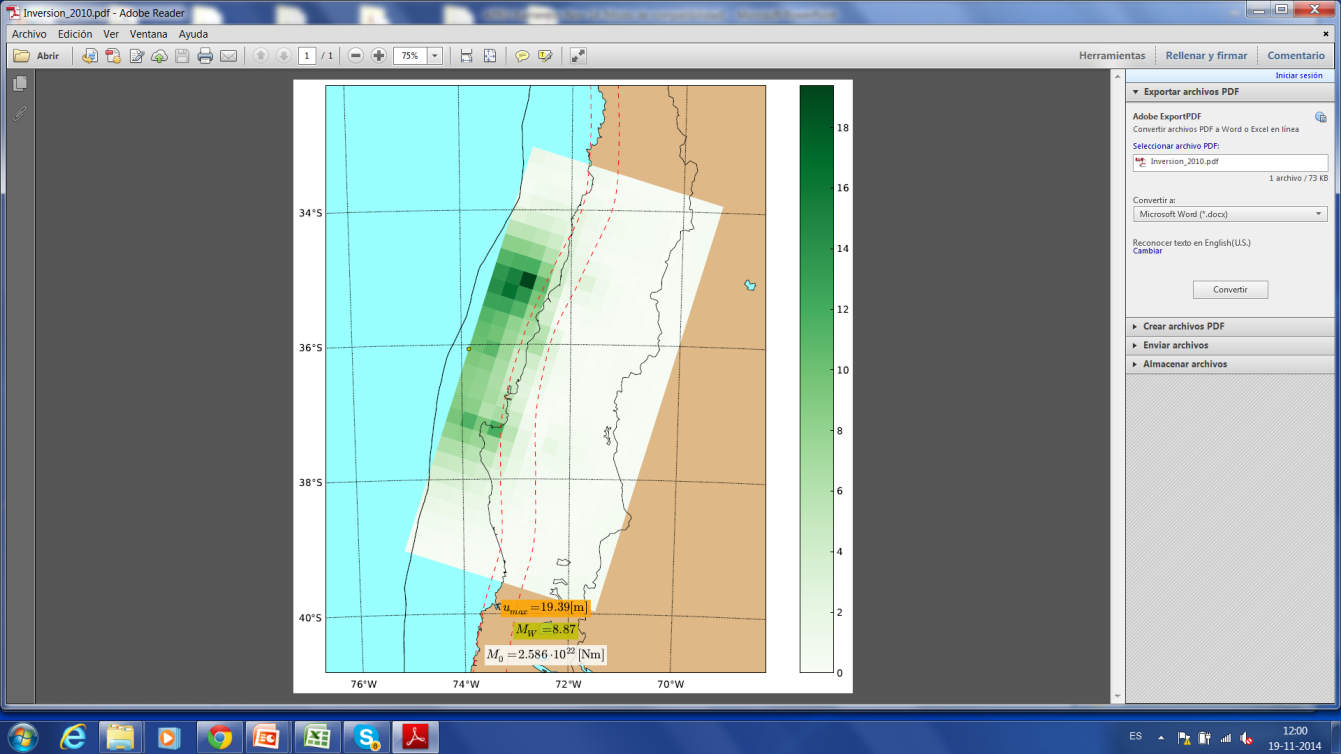 Inversion_2010.pdf - Adobe Reader
Archivo Edición Ver Ventana Ayuda
Abrir 1 / 1 75% Herramientas Rellenar y firmar Comentario
Iniciar sesión
Exportar archivos PDF
Adobe ExportPDF
Convertir archivos PDF a Word o Excel en línea
Seleccionar archivo PDF:
Inversion_2010.pdf
1 archivo / 73 KB
Convertir a:
Microsoft Word (*.docx)
Reconocer texto en English(U.S.)
Cambiar
Convertir
Crear archivos PDF
Enviar archivos
Almacenar archivos
34°S
36°S
38°S
40°S
76°W 74°W 72°W 70°W
18
16
14
12
10
8
6
4
2
0
u_max=19.39[m]
M_W=8.87
M_0=2.586·10^22[Nm]
S 8
ES 12:00
19-11-2014